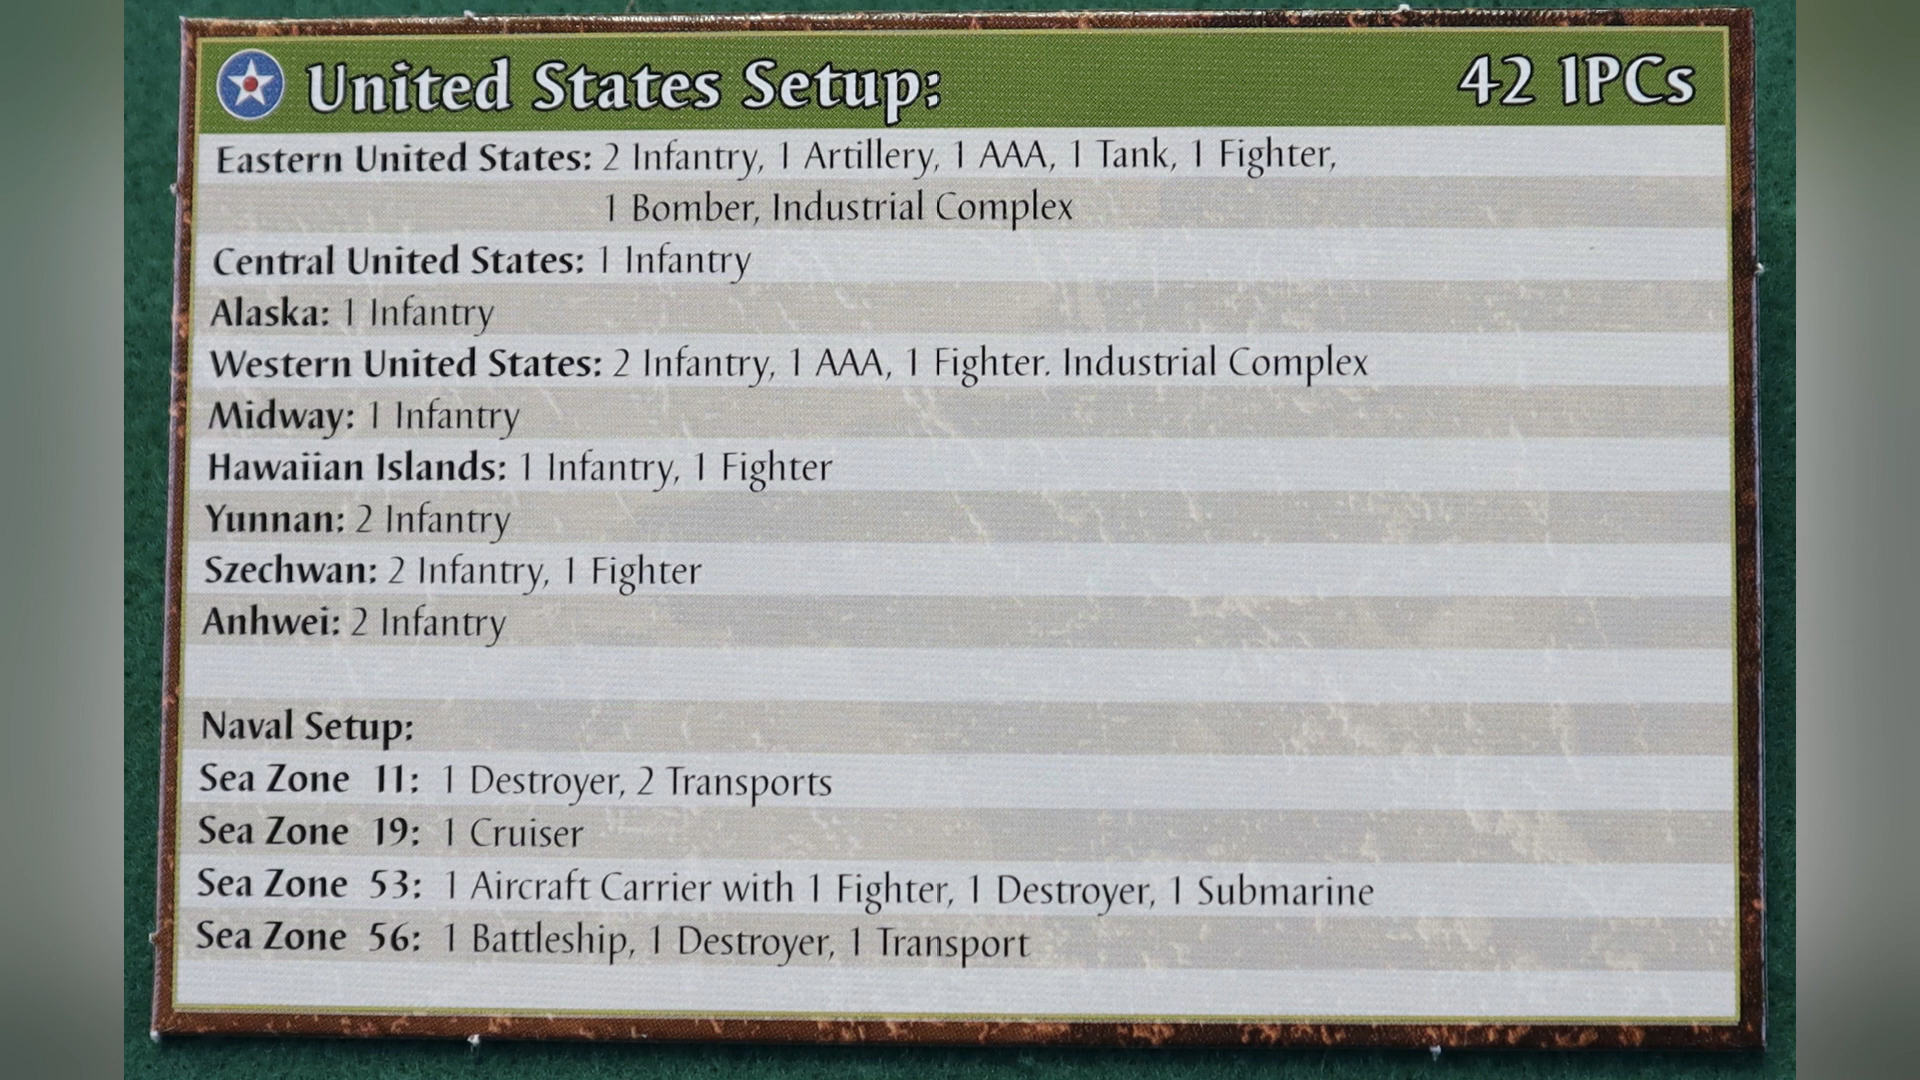 United States Setup: 42 IPCs
Eastern United States: 2 Infantry, 1 Artillery, 1 AAA, 1 Tank, 1 Fighter,
1 Bomber, Industrial Complex
Central United States: 1 Infantry
Alaska: 1 Infantry
Western United States: 2 Infantry, 1 AAA, 1 Fighter. Industrial Complex
Midway: 1 Infantry
Hawaiian Islands: 1 Infantry, 1 Fighter
Yunnan: 2 Infantry
Szechwan: 2 Infantry, 1 Fighter
Anhwei: 2 Infantry
Naval Setup:
Sea Zone 11: 1 Destroyer, 2 Transports
Sea Zone 19: 1 Cruiser
Sea Zone 53: 1 Aircraft Carrier with 1 Fighter, 1 Destroyer, 1 Submarine
Sea Zone 56: 1 Battleship, 1 Destroyer, 1 Transport